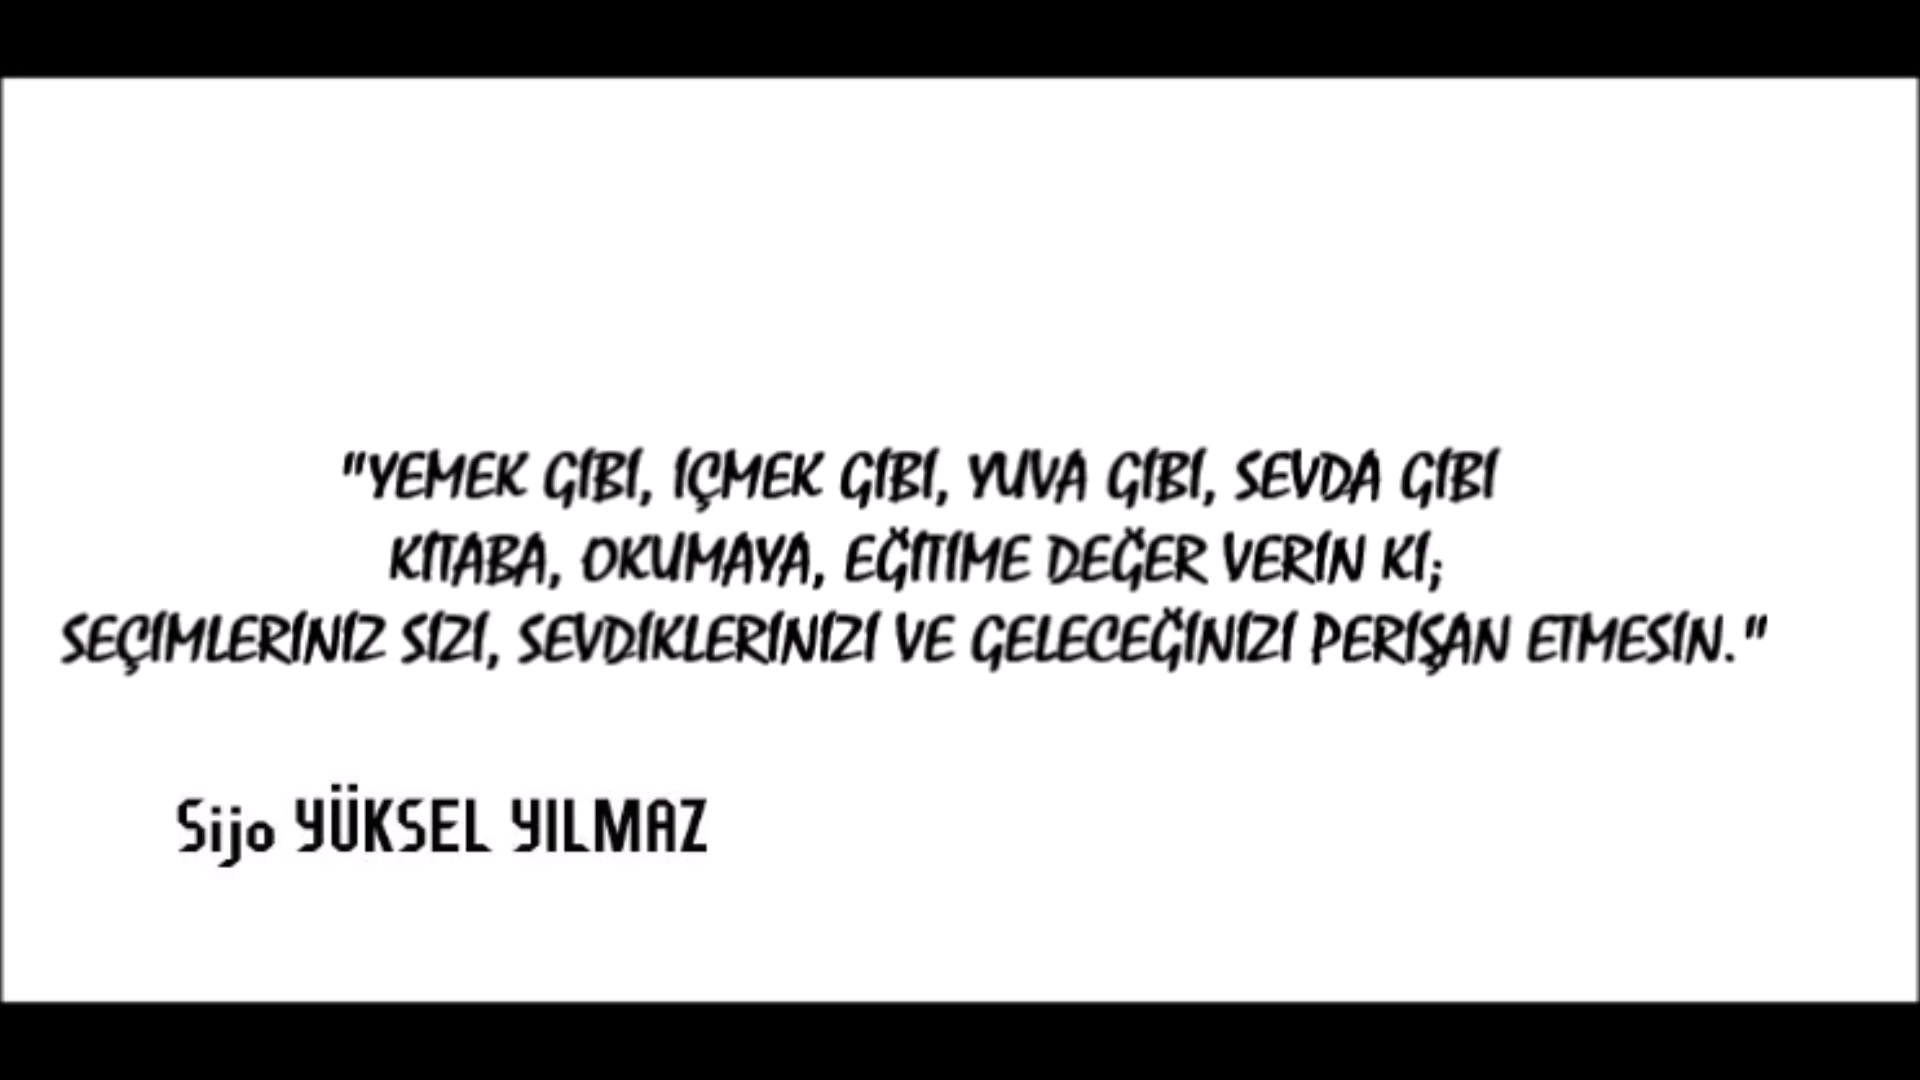 "YEMEK GİBİ, İÇMEK GİBİ, YUVA GİBİ, SEVDA GİBİ
KİTABA, OKUMAYA, EĞİTİME DEĞER VERİN Kİ;
SEÇİMLERİNİZ SİZİ, SEVDİKLERİNİZİ VE GELECEĞİNİZİ PERİŞAN ETMESİN."
Sijo YÜKSEL YILMAZ